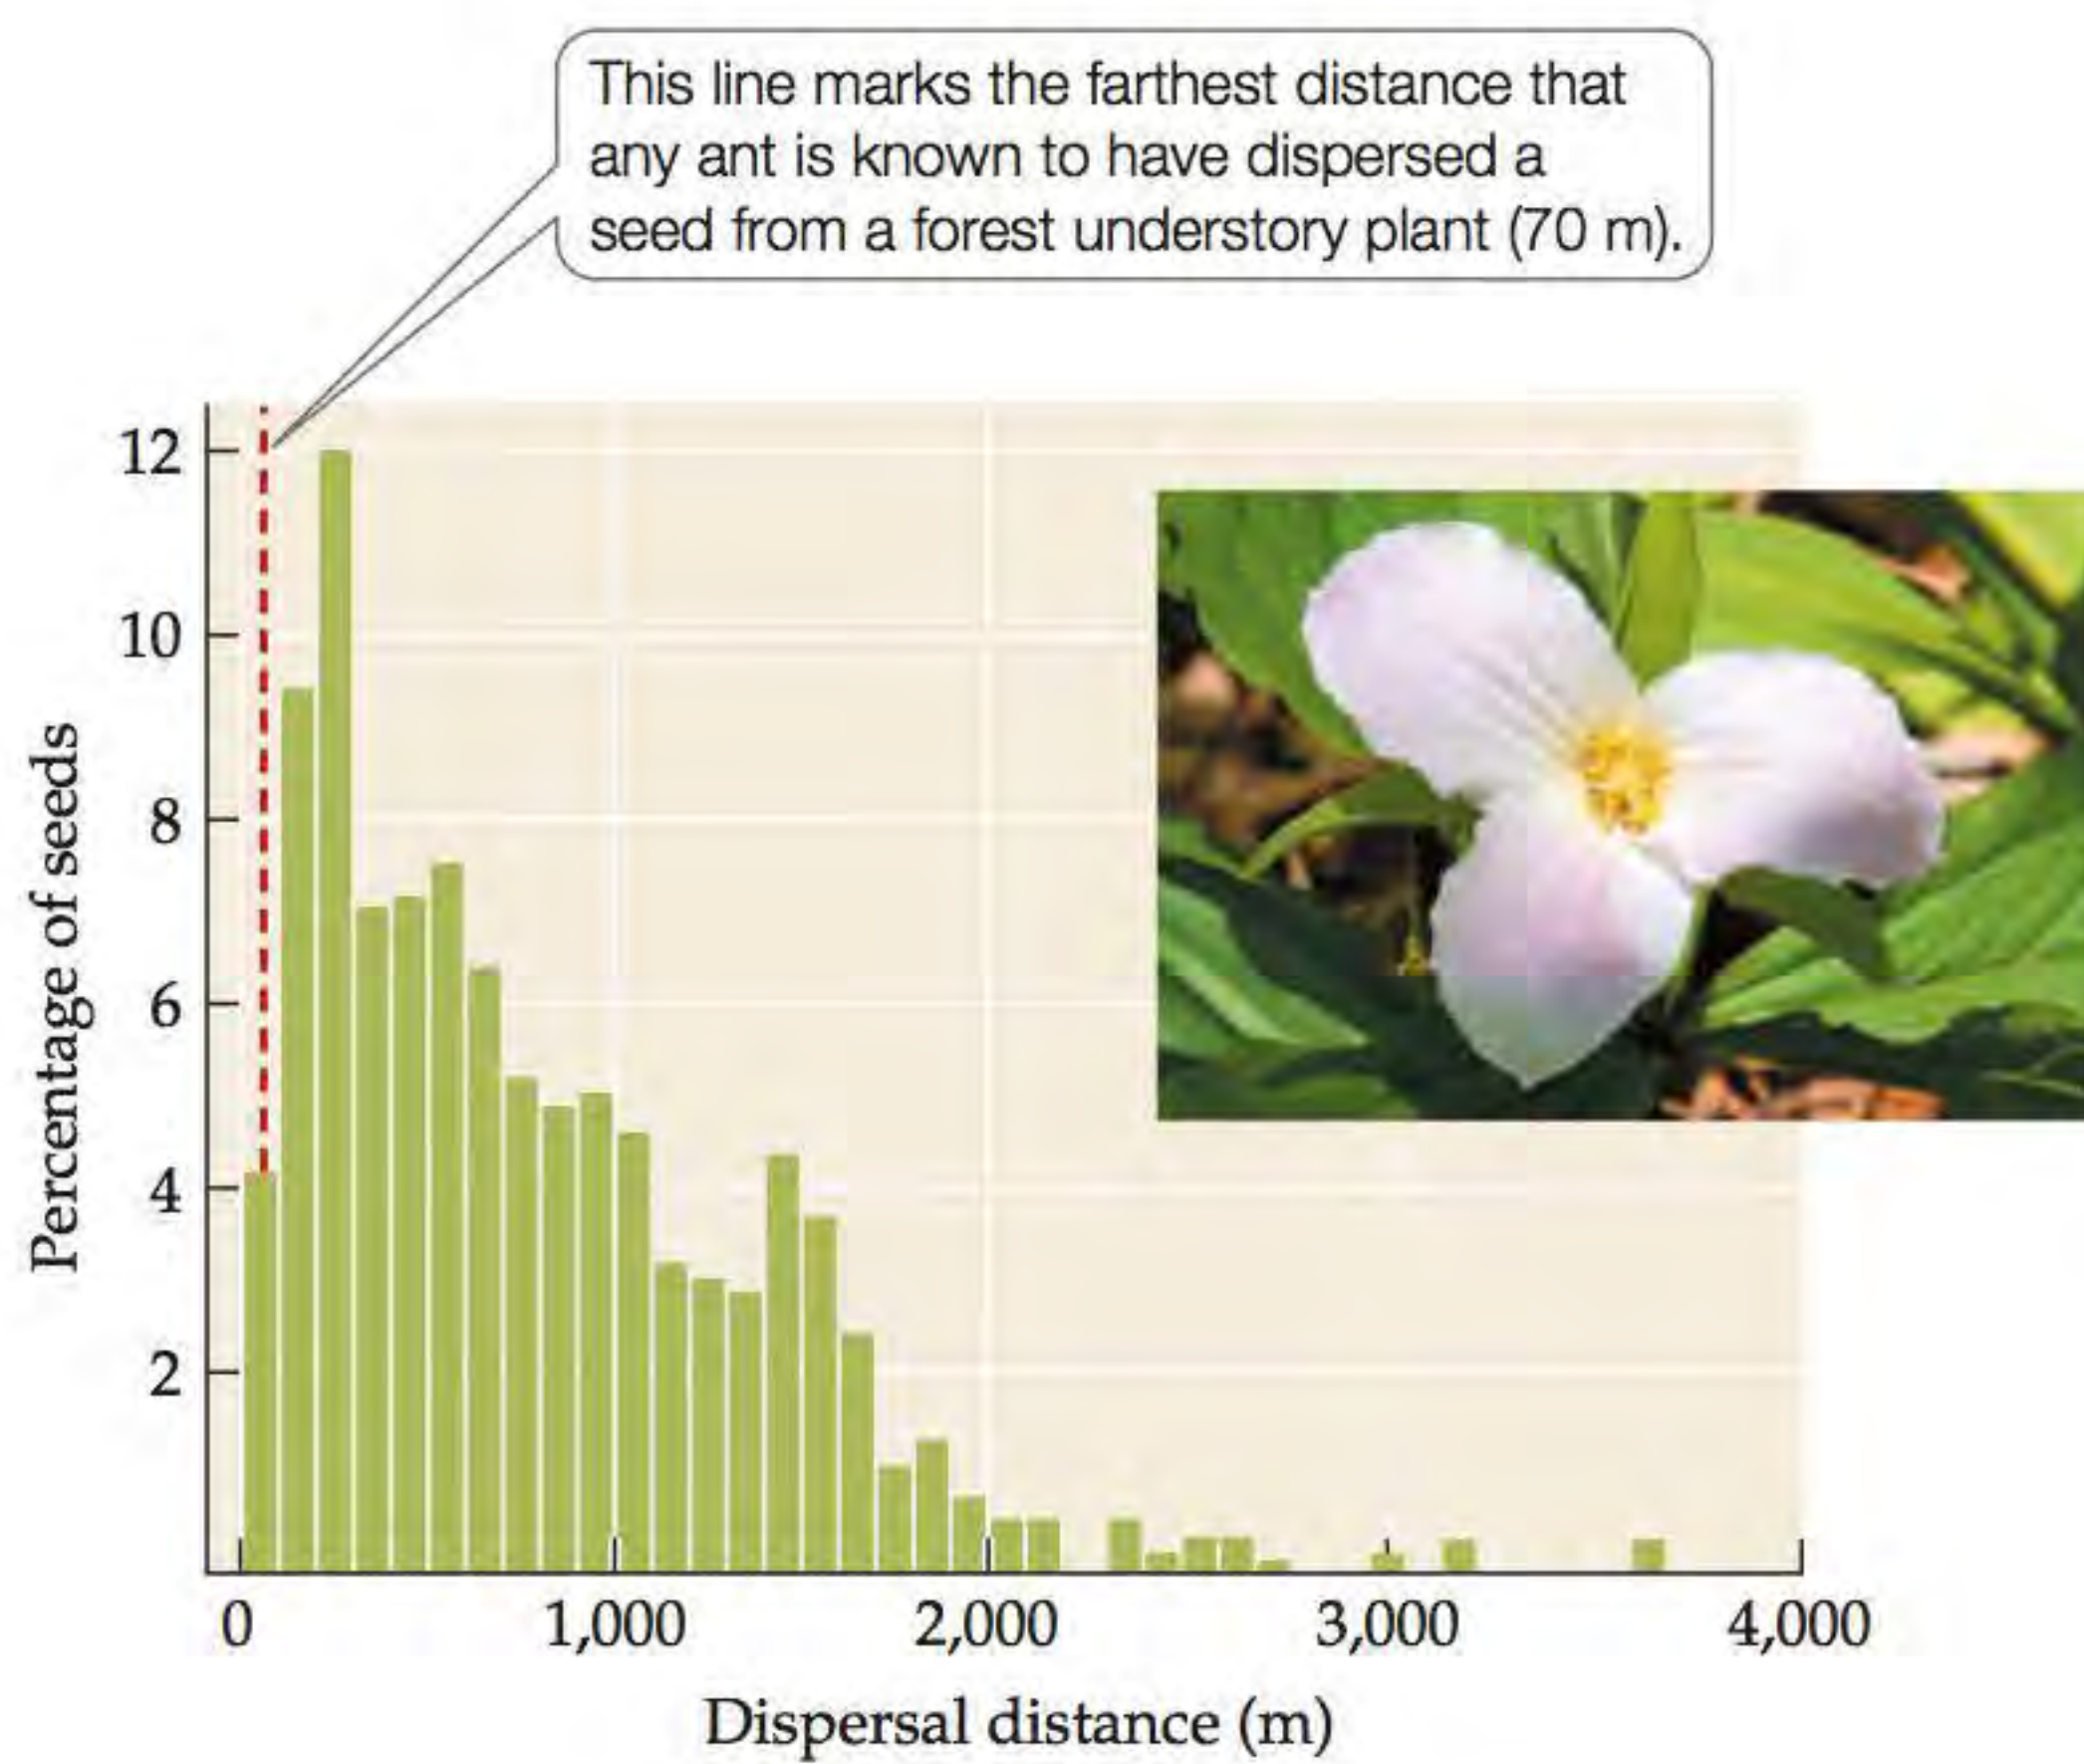 This line marks the farthest distance that
any ant is known to have dispersed a
seed from a forest understory plant (70 m).
12
10
8
6
4
2
Percentage of seeds
0 1,000 2,000 3,000 4,000
Dispersal distance (m)